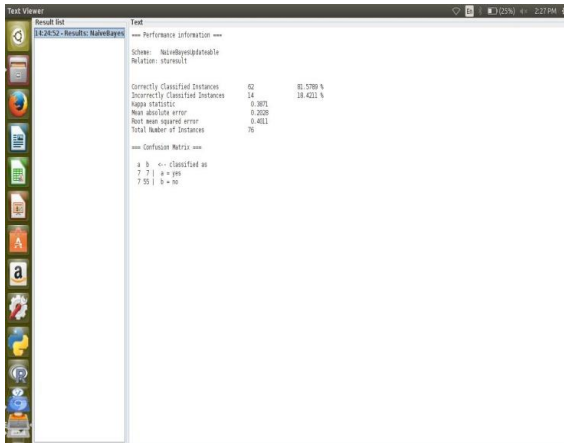 Text Viewer
En
(25%)
2:27 PM
Result list
14:24:52 - Results: NaiveBayes
Text
=== Performance information ===
Scheme: NaiveBayesUpdateable
Relation: sturesult
Correctly Classified Instances 62 81.5789 %
Incorrectly Classified Instances 14 18.4211 %
Kappa statistic 0.3871
Mean absolute error 0.2028
Root mean squared error 0.4011
Total Number of Instances 76
=== Confusion Matrix ===
a b <-- classified as
7 7 | a = yes
7 55 | b = no